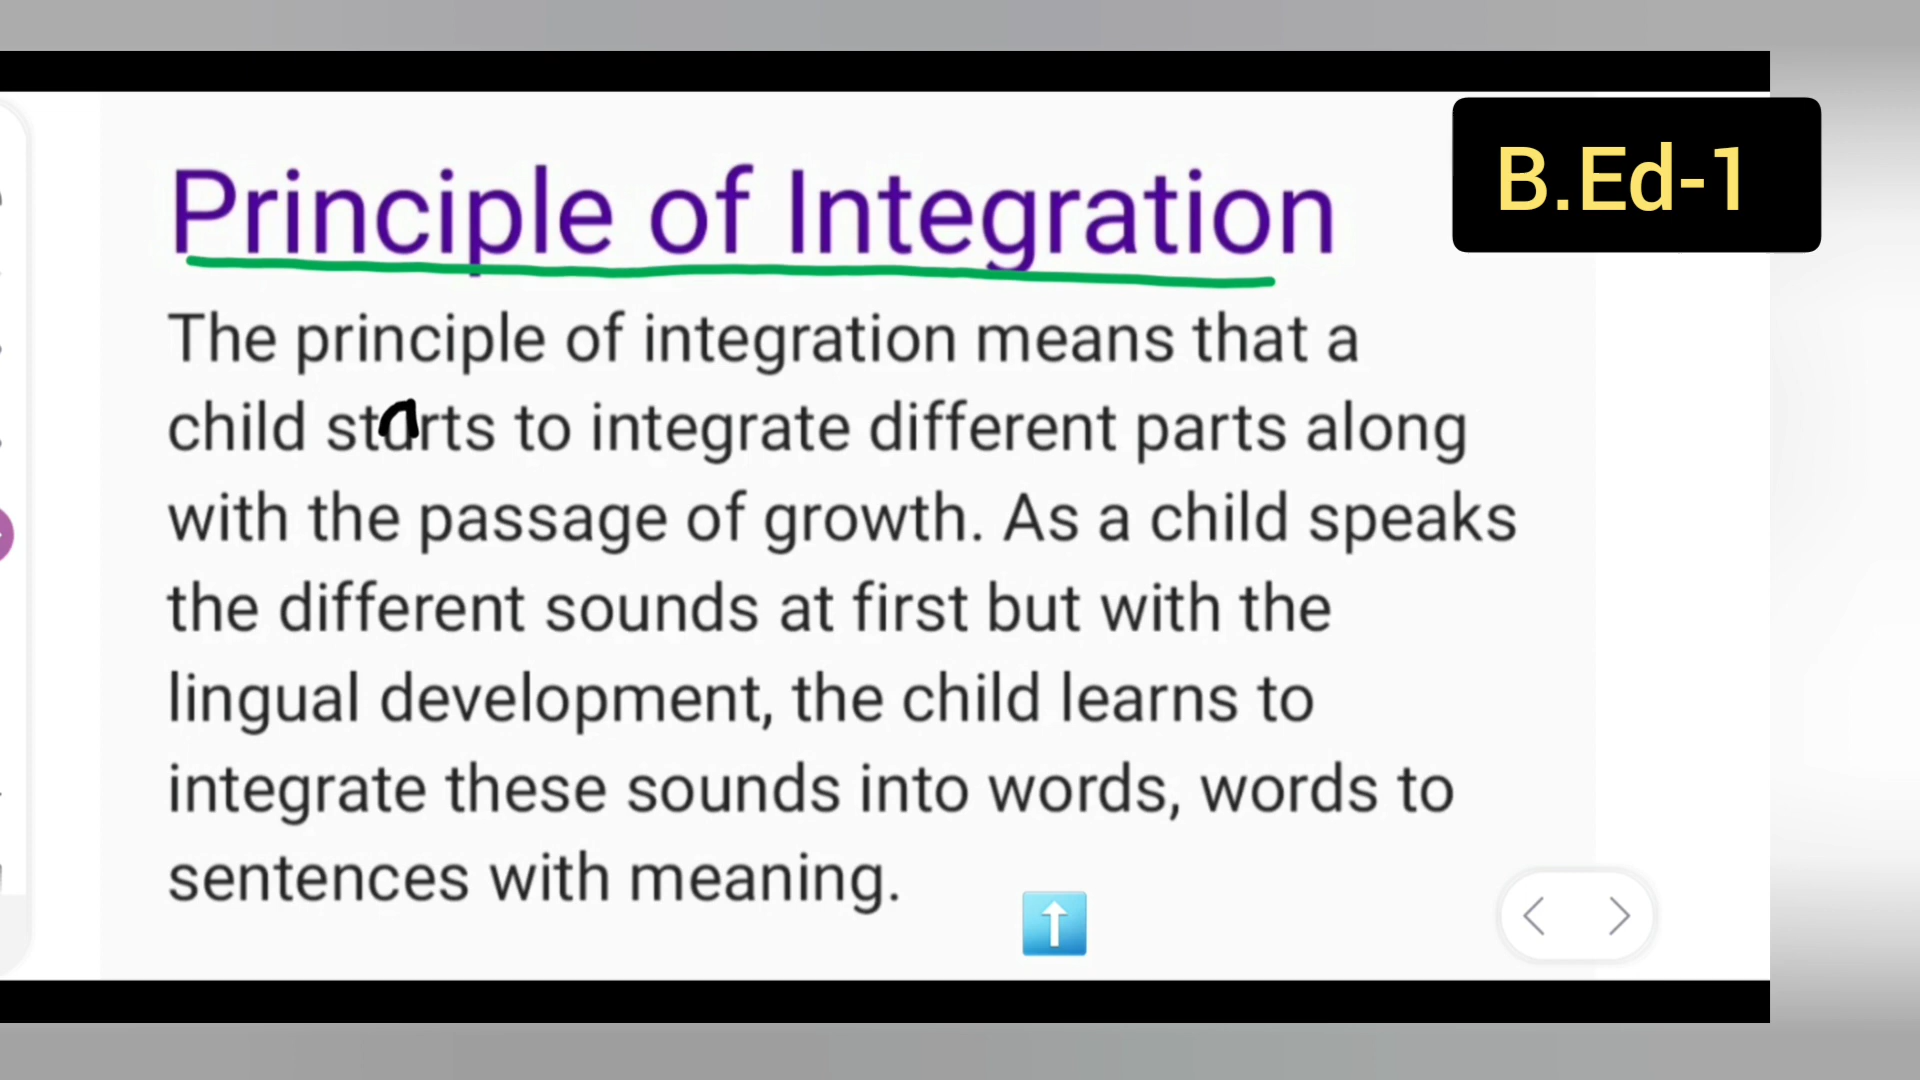 Principle of Integration
B.Ed-1
The principle of integration means that a
child starts to integrate different parts along
with the passage of growth. As a child speaks
the different sounds at first but with the
lingual development, the child learns to
integrate these sounds into words, words to
sentences with meaning.